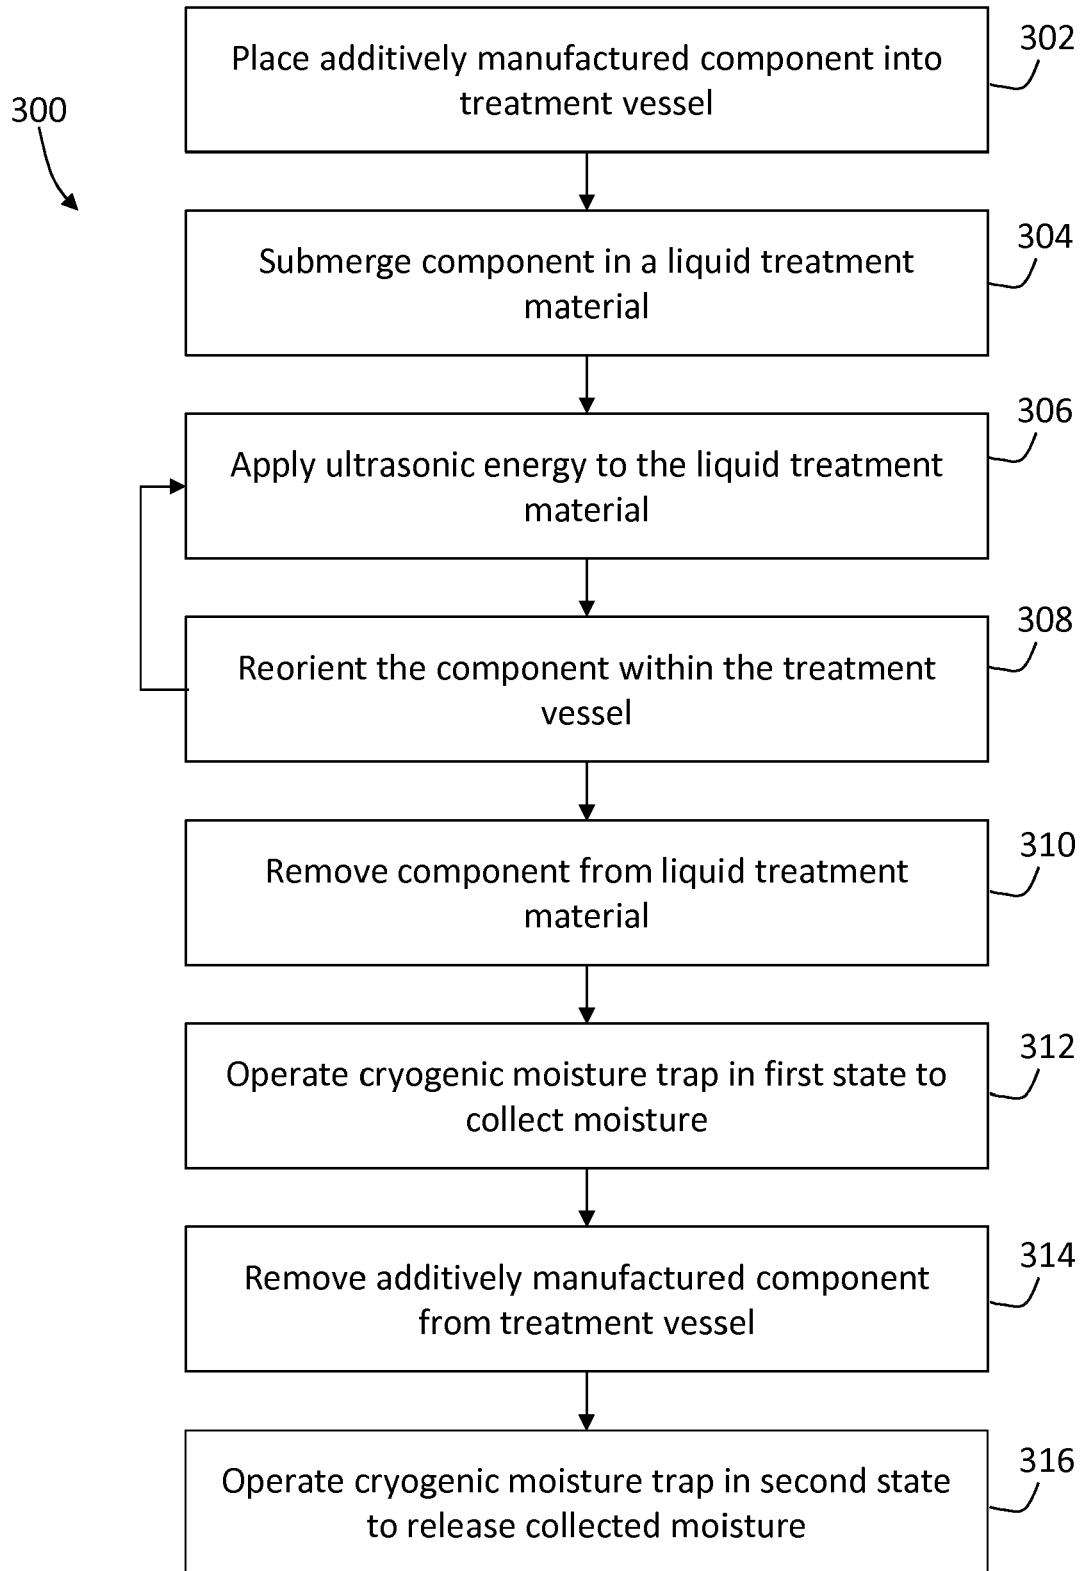 302
Place additively manufactured component into
treatment vessel
300
304
Submerge component in a liquid treatment
material
306
Apply ultrasonic energy to the liquid treatment
material
308
Reorient the component within the treatment
vessel
310
Remove component from liquid treatment
material
312
Operate cryogenic moisture trap in first state to
collect moisture
314
Remove additively manufactured component
from treatment vessel
316
Operate cryogenic moisture trap in second state
to release collected moisture